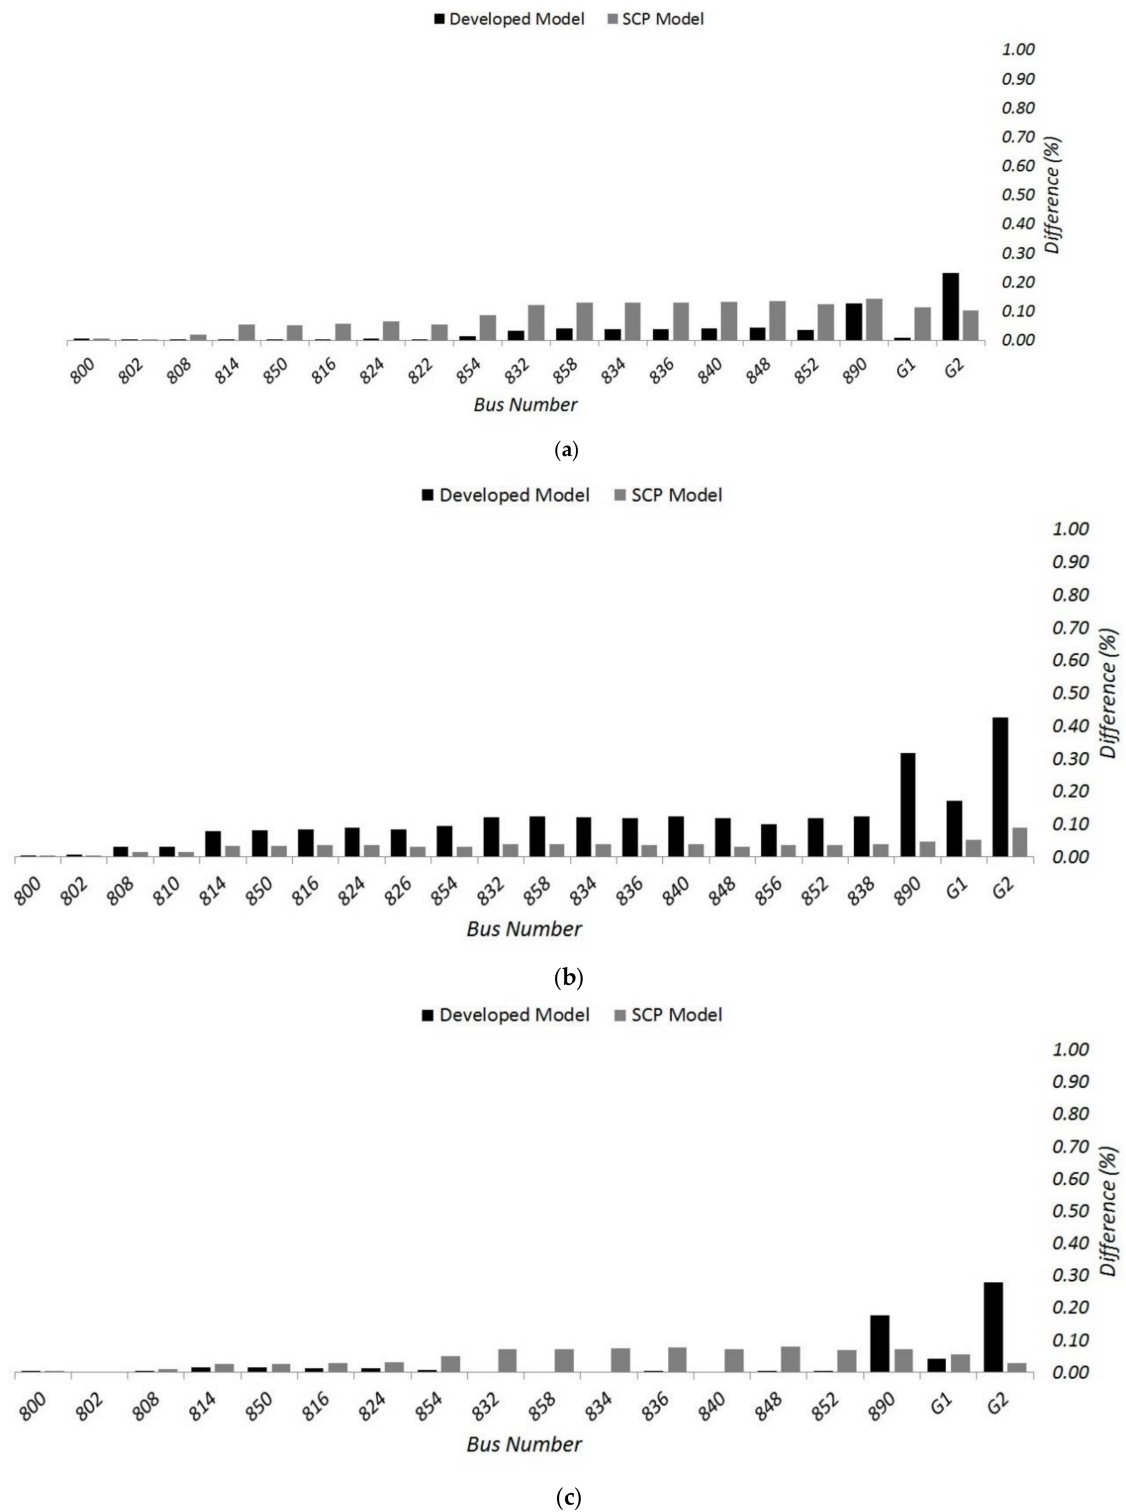 Developed Model SCP Model
1.00
0.90
0.80
0.70
0.60
0.50
0.40
0.30
0.20
0.10
0.00
Difference (%)
800 802 808 814 850 816 824 822 854 832 858 834 836 840 848 852 890 G1 G2
Bus Number
(a)
Developed Model SCP Model
1.00
0.90
0.80
0.70
0.60
0.50
0.40
0.30
0.20
0.10
0.00
Difference (%)
800 802 808 810 814 850 816 824 826 854 832 858 834 836 840 848 856 852 838 890 G1 G2
Bus Number
(b)
Developed Model SCP Model
1.00
0.90
0.80
0.70
0.60
0.50
0.40
0.30
0.20
0.10
0.00
Difference (%)
800 802 808 814 850 816 824 854 832 858 834 836 840 848 852 890 G1 G2
Bus Number
(c)